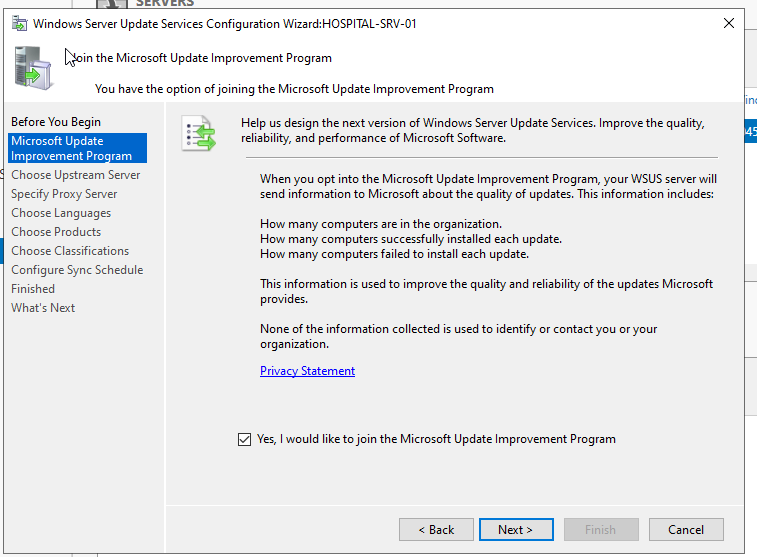 SERVERS
Windows Server Update Services Configuration Wizard:HOSPITAL-SRV-01
Join the Microsoft Update Improvement Program
You have the option of joining the Microsoft Update Improvement Program
Before You Begin
Microsoft Update
Improvement Program
Choose Upstream Server
Specify Proxy Server
Choose Languages
Choose Products
Choose Classifications
Configure Sync Schedule
Finished
What's Next
Help us design the next version of Windows Server Update Services. Improve the quality,
reliability, and performance of Microsoft Software.
When you opt into the Microsoft Update Improvement Program, your WSUS server will
send information to Microsoft about the quality of updates. This information includes:
How many computers are in the organization.
How many computers successfully installed each update.
How many computers failed to install each update.
This information is used to improve the quality and reliability of the updates Microsoft
provides.
None of the information collected is used to identify or contact you or your
organization.
Privacy Statement
Yes, I would like to join the Microsoft Update Improvement Program
< Back
Next >
Finish
Cancel